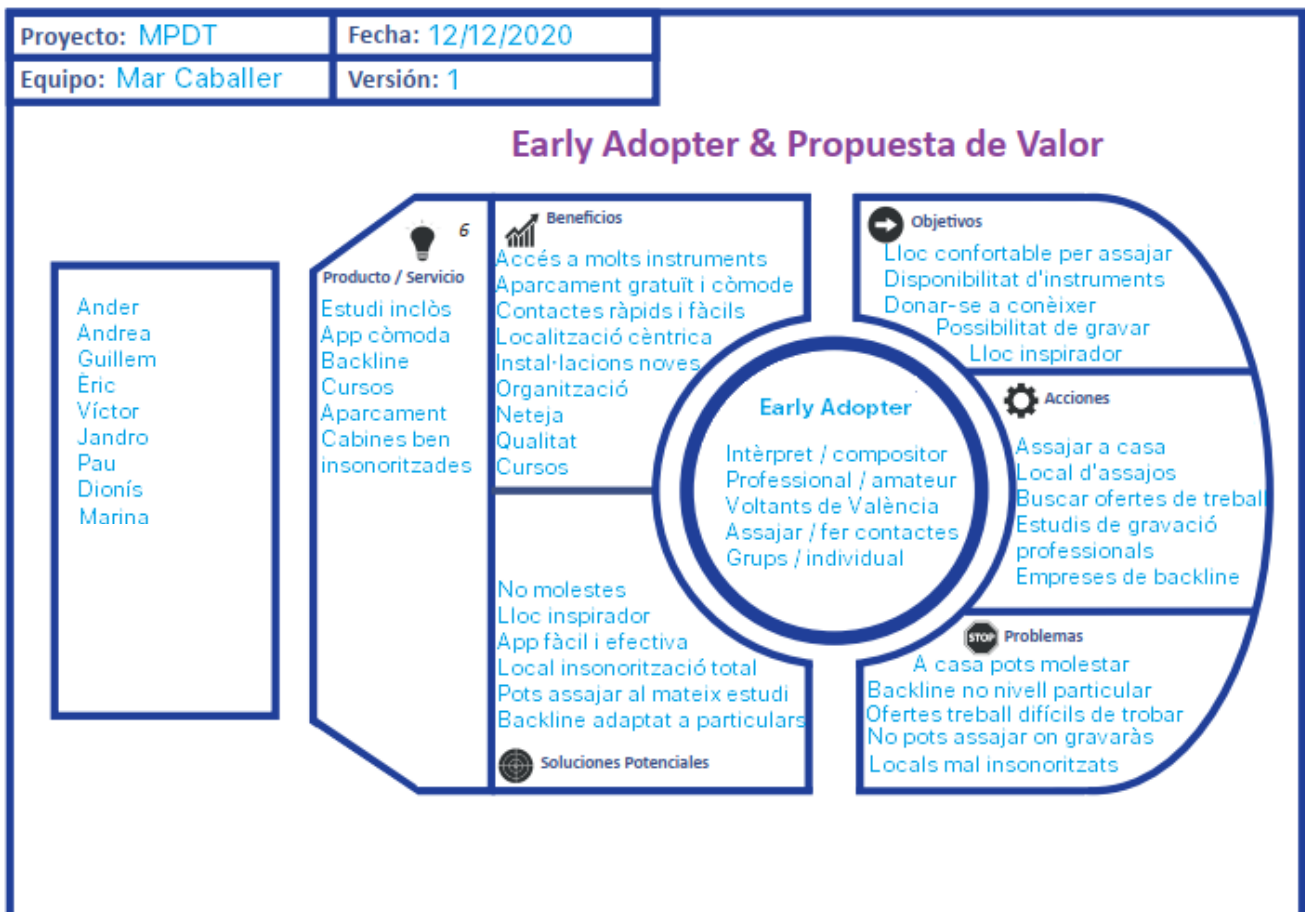 Proyecto: MPDT
Fecha: 12/12/2020
Equipo: Mar Caballer
Versión: 1
Early Adopter & Propuesta de Valor
Ander
Andrea
Guillem
Èric
Víctor
Jandro
Pau
Dionís
Marina
6
Producto / Servicio
Estudi inclòs
App còmoda
Backline
Cursos
Aparcament
Cabines ben
insonoritzades
Beneficios
Accés a molts instruments
Aparcament gratuït i còmode
Contactes ràpids i fàcils
Localització cèntrica
Instal·lacions noves
Organització
Neteja
Qualitat
Cursos
No molestes
Lloc inspirador
App fàcil i efectiva
Local insonorització total
Pots assajar al mateix estudi
Backline adaptat a particulars
Soluciones Potenciales
Early Adopter
Intèrpret / compositor
Professional / amateur
Voltants de València
Assajar / fer contactes
Grups / individual
Objetivos
Lloc confortable per assajar
Disponibilitat d'instruments
Donar-se a conèixer
Possibilitat de gravar
Lloc inspirador
Acciones
Assajar a casa
Local d'assajos
Buscar ofertes de treball
Estudis de gravació
professionals
Empreses de backline
STOP
Problemas
A casa pots molestar
Backline no nivell particular
Ofertes treball difícils de trobar
No pots assajar on gravaràs
Locals mal insonoritzats